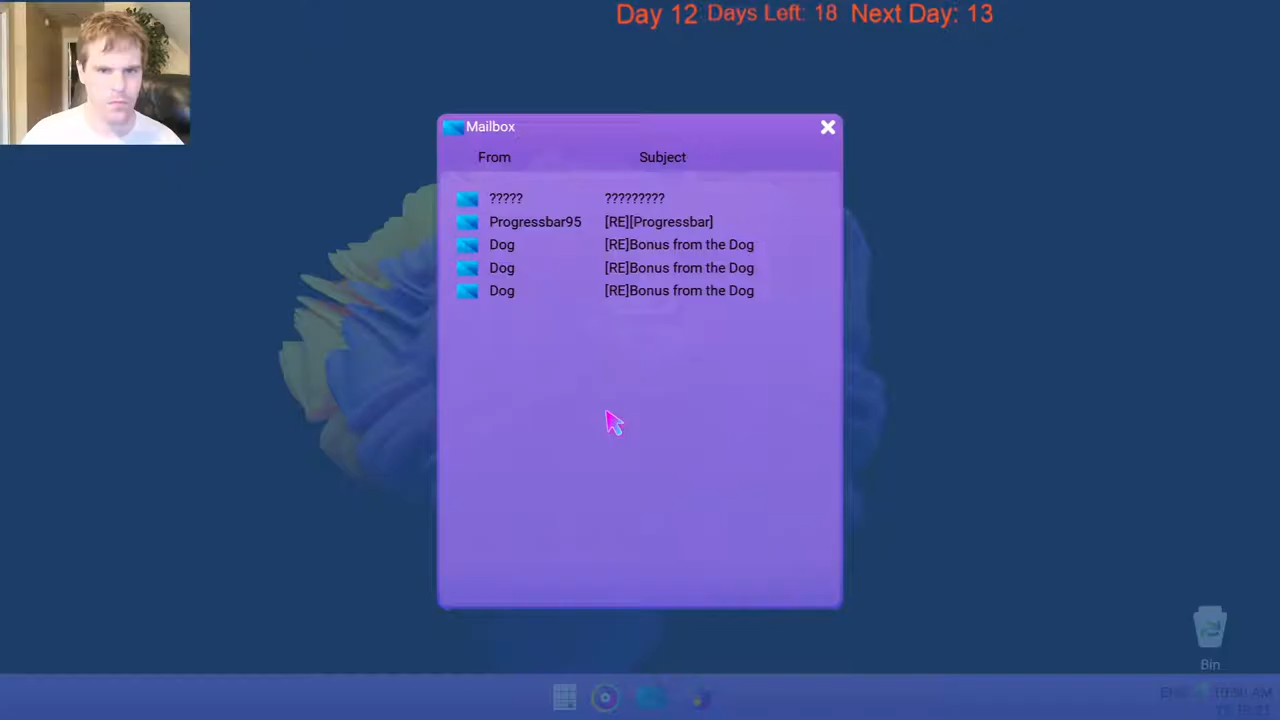 Day 12 Days Left: 18 Next Day: 13
Mailbox
From Subject
????? ?????????
Progressbar95 [RE][Progressbar]
Dog [RE]Bonus from the Dog
Dog [RE]Bonus from the Dog
Dog [RE]Bonus from the Dog
Bin